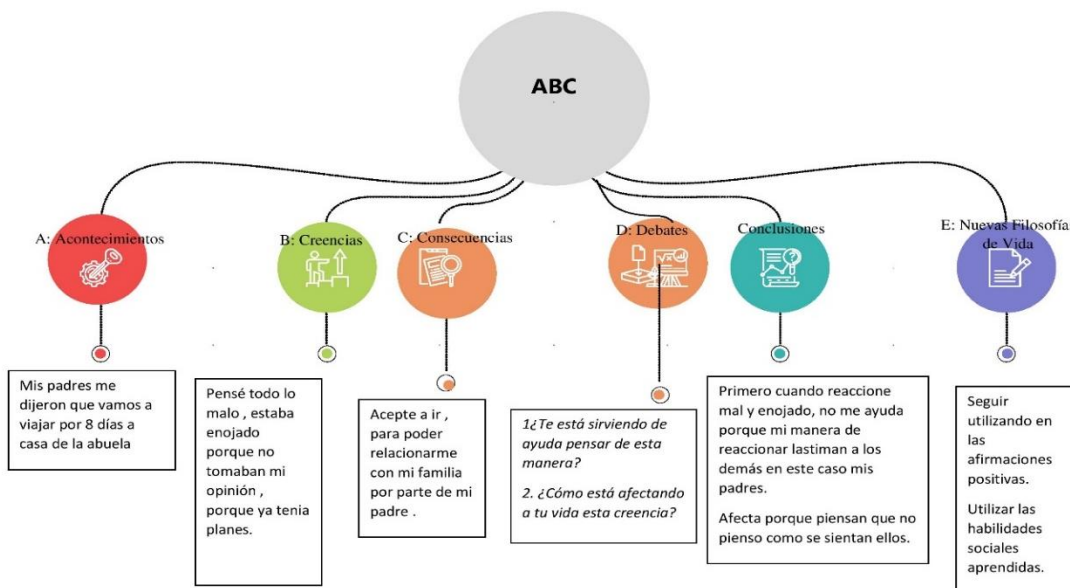 ABC
A: Acontecimientos
Mis padres me
dijeron que vamos a
viajar por 8 días a
casa de la abuela
B: Creencias
Pensé todo lo
malo , estaba
enojado
porque no
tomaban mi
opinión ,
porque ya tenia
planes.
C: Consecuencias
Acepte a ir ,
para poder
relacionarme
con mi familia
por parte de mi
padre .
D: Debates
1¿Te está sirviendo de
ayuda pensar de esta
manera?
2. ¿Cómo está afectando
a tu vida esta creencia?
Conclusiones
Primero cuando reaccione
mal y enojado, no me ayuda
porque mi manera de
reaccionar lastiman a los
demás en este caso mis
padres.
Afecta porque piensan que no
pienso como se sientan ellos.
E: Nuevas Filosofía
de Vida
Seguir
utilizando en
las
afirmaciones
positivas.
Utilizar las
habilidades
sociales
aprendidas.